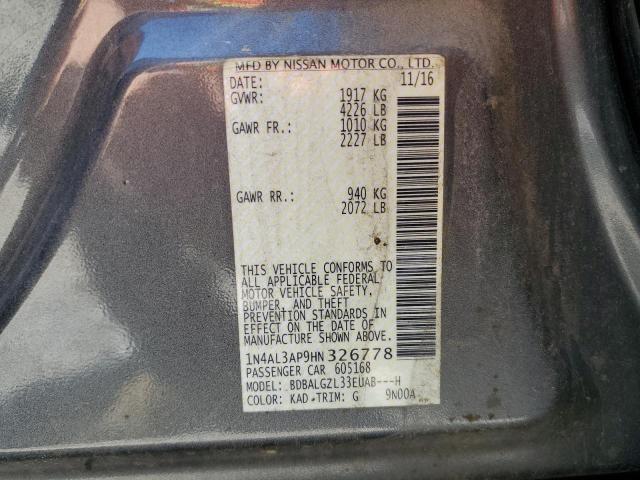 MFD BY NISSAN MOTOR CO., LTD.
DATE: 11/16
GVWR: 1917 KG
4226 LB
GAWR FR.: 1010 KG
2227 LB
GAWR RR.: 940 KG
2072 LB
THIS VEHICLE CONFORMS TO
ALL APPLICABLE FEDERAL
MOTOR VEHICLE SAFETY,
BUMPER, AND THEFT
PREVENTION STANDARDS IN
EFFECT ON THE DATE OF
MANUFACTURE SHOWN ABOVE.
1N4AL3AP9HN326778
PASSENGER CAR 605168
MODEL: BDBALGZL33EUAB---H
COLOR: KAD TRIM: G 9N00A